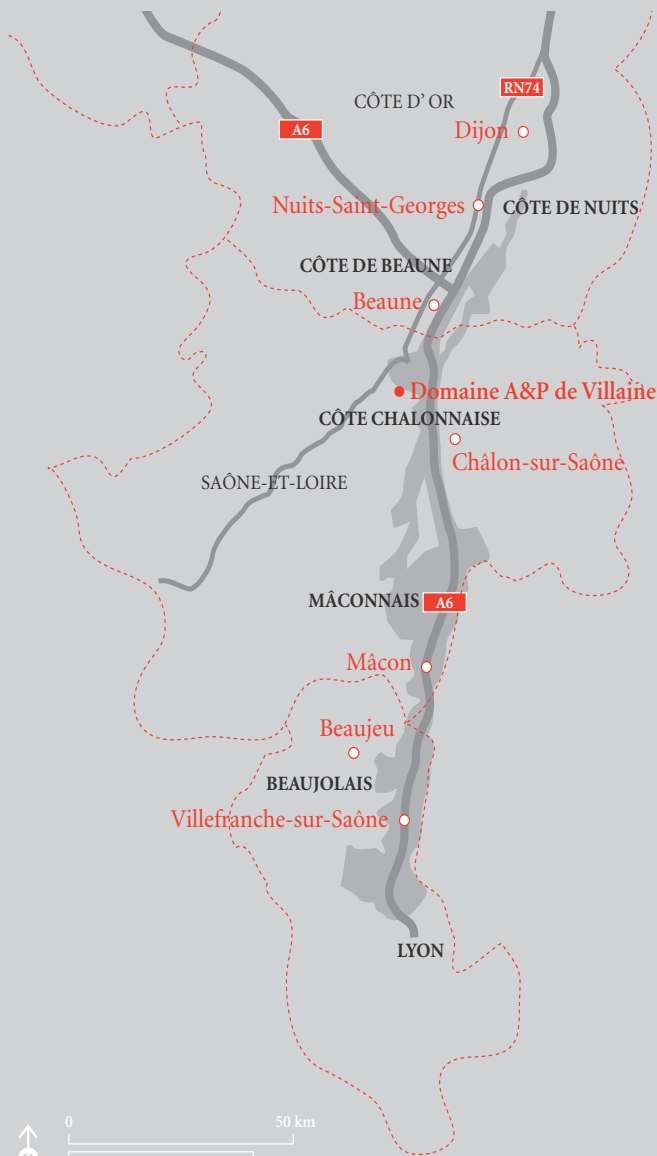 RN74
CÔTE D' OR
A6
Dijon
Nuits-Saint-Georges
CÔTE DE NUITS
CÔTE DE BEAUNE
Beaune
Domaine A&P de Villaine
CÔTE CHALONNAISE
Châlon-sur-Saône
SAÔNE-ET-LOIRE
MÂCONNAIS
A6
Mâcon
Beaujeu
BEAUJOLAIS
Villefranche-sur-Saône
LYON
0
50 km